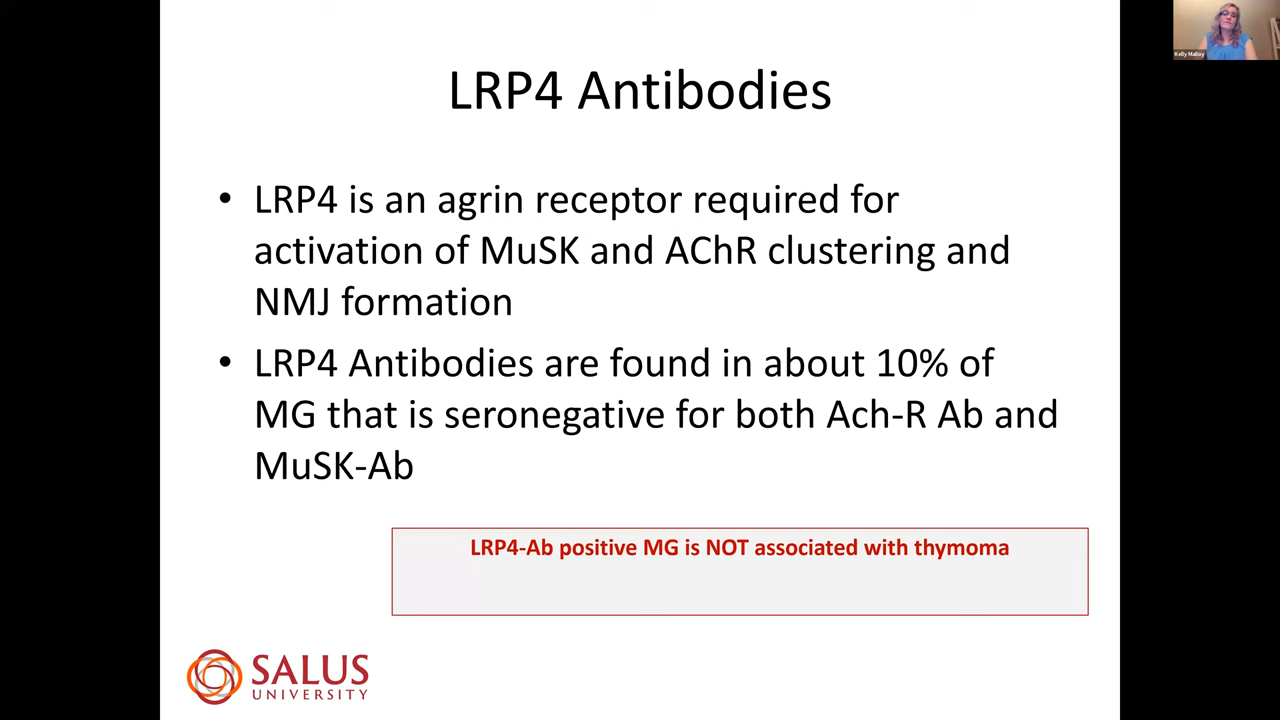 LRP4 Antibodies
• LRP4 is an agrin receptor required for
activation of MuSK and AChR clustering and
NMJ formation
• LRP4 Antibodies are found in about 10% of
MG that is seronegative for both Ach-R Ab and
MuSK-Ab
LRP4-Ab positive MG is NOT associated with thymoma
SALUS
UNIVERSITY
Kelly Malloy